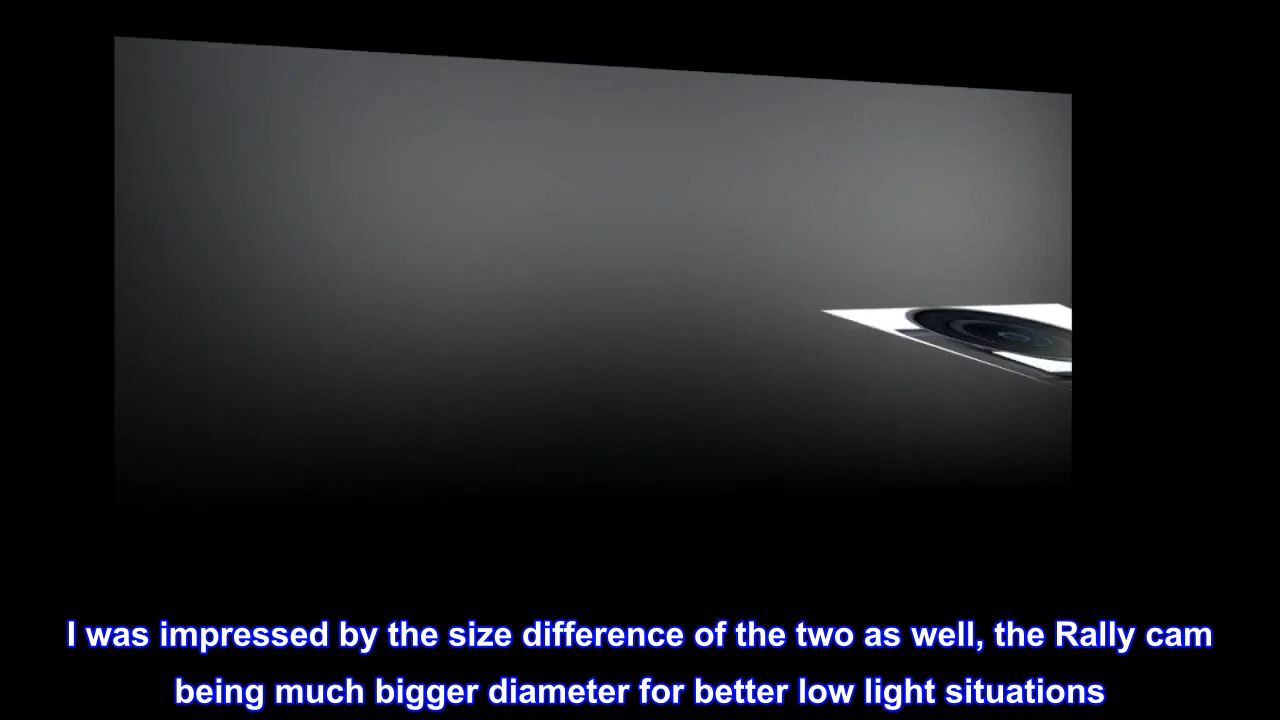 I was impressed by the size difference of the two as well, the Rally cam
being much bigger diameter for better low light situations